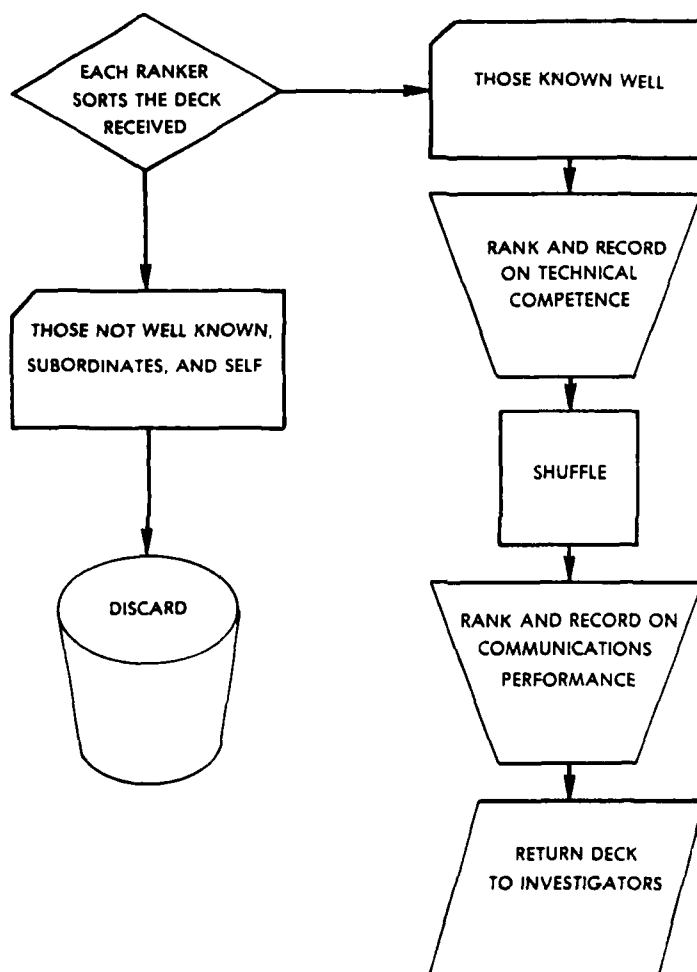 EACH RANKER
SORTS THE DECK
RECEIVED
THOSE KNOWN WELL
RANK AND RECORD
ON TECHNICAL
COMPETENCE
THOSE NOT WELL KNOWN,
SUBORDINATES, AND SELF
SHUFFLE
DISCARD
RANK AND RECORD ON
COMMUNICATIONS
PERFORMANCE
RETURN DECK
TO INVESTIGATORS